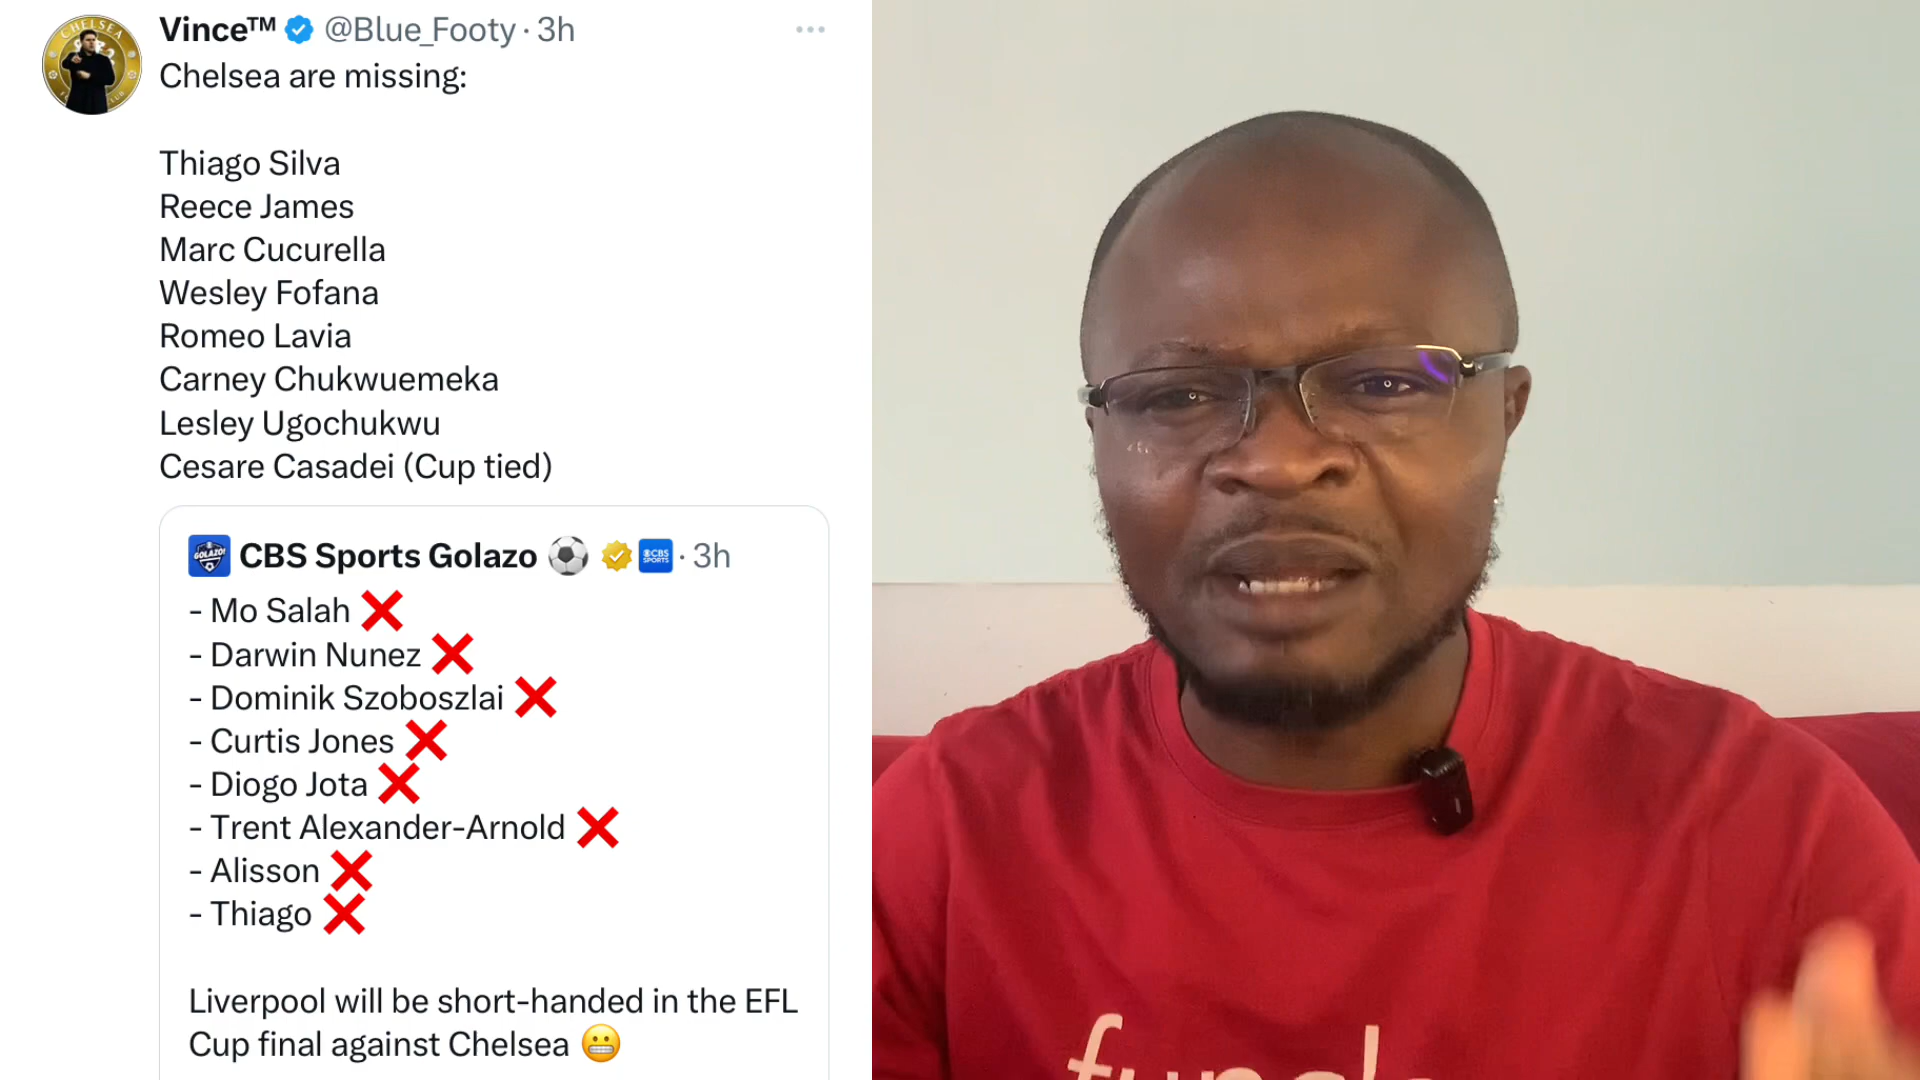 Vince™ @Blue_Footy · 3h
Chelsea are missing:
Thiago Silva
Reece James
Marc Cucurella
Wesley Fofana
Romeo Lavia
Carney Chukwuemeka
Lesley Ugochukwu
Cesare Casadei (Cup tied)
CBS Sports Golazo ⚽ · 3h
- Mo Salah ❌
- Darwin Nunez ❌
- Dominik Szoboszlai ❌
- Curtis Jones ❌
- Diogo Jota ❌
- Trent Alexander-Arnold ❌
- Alisson ❌
- Thiago ❌
Liverpool will be short-handed in the EFL
Cup final against Chelsea 😬